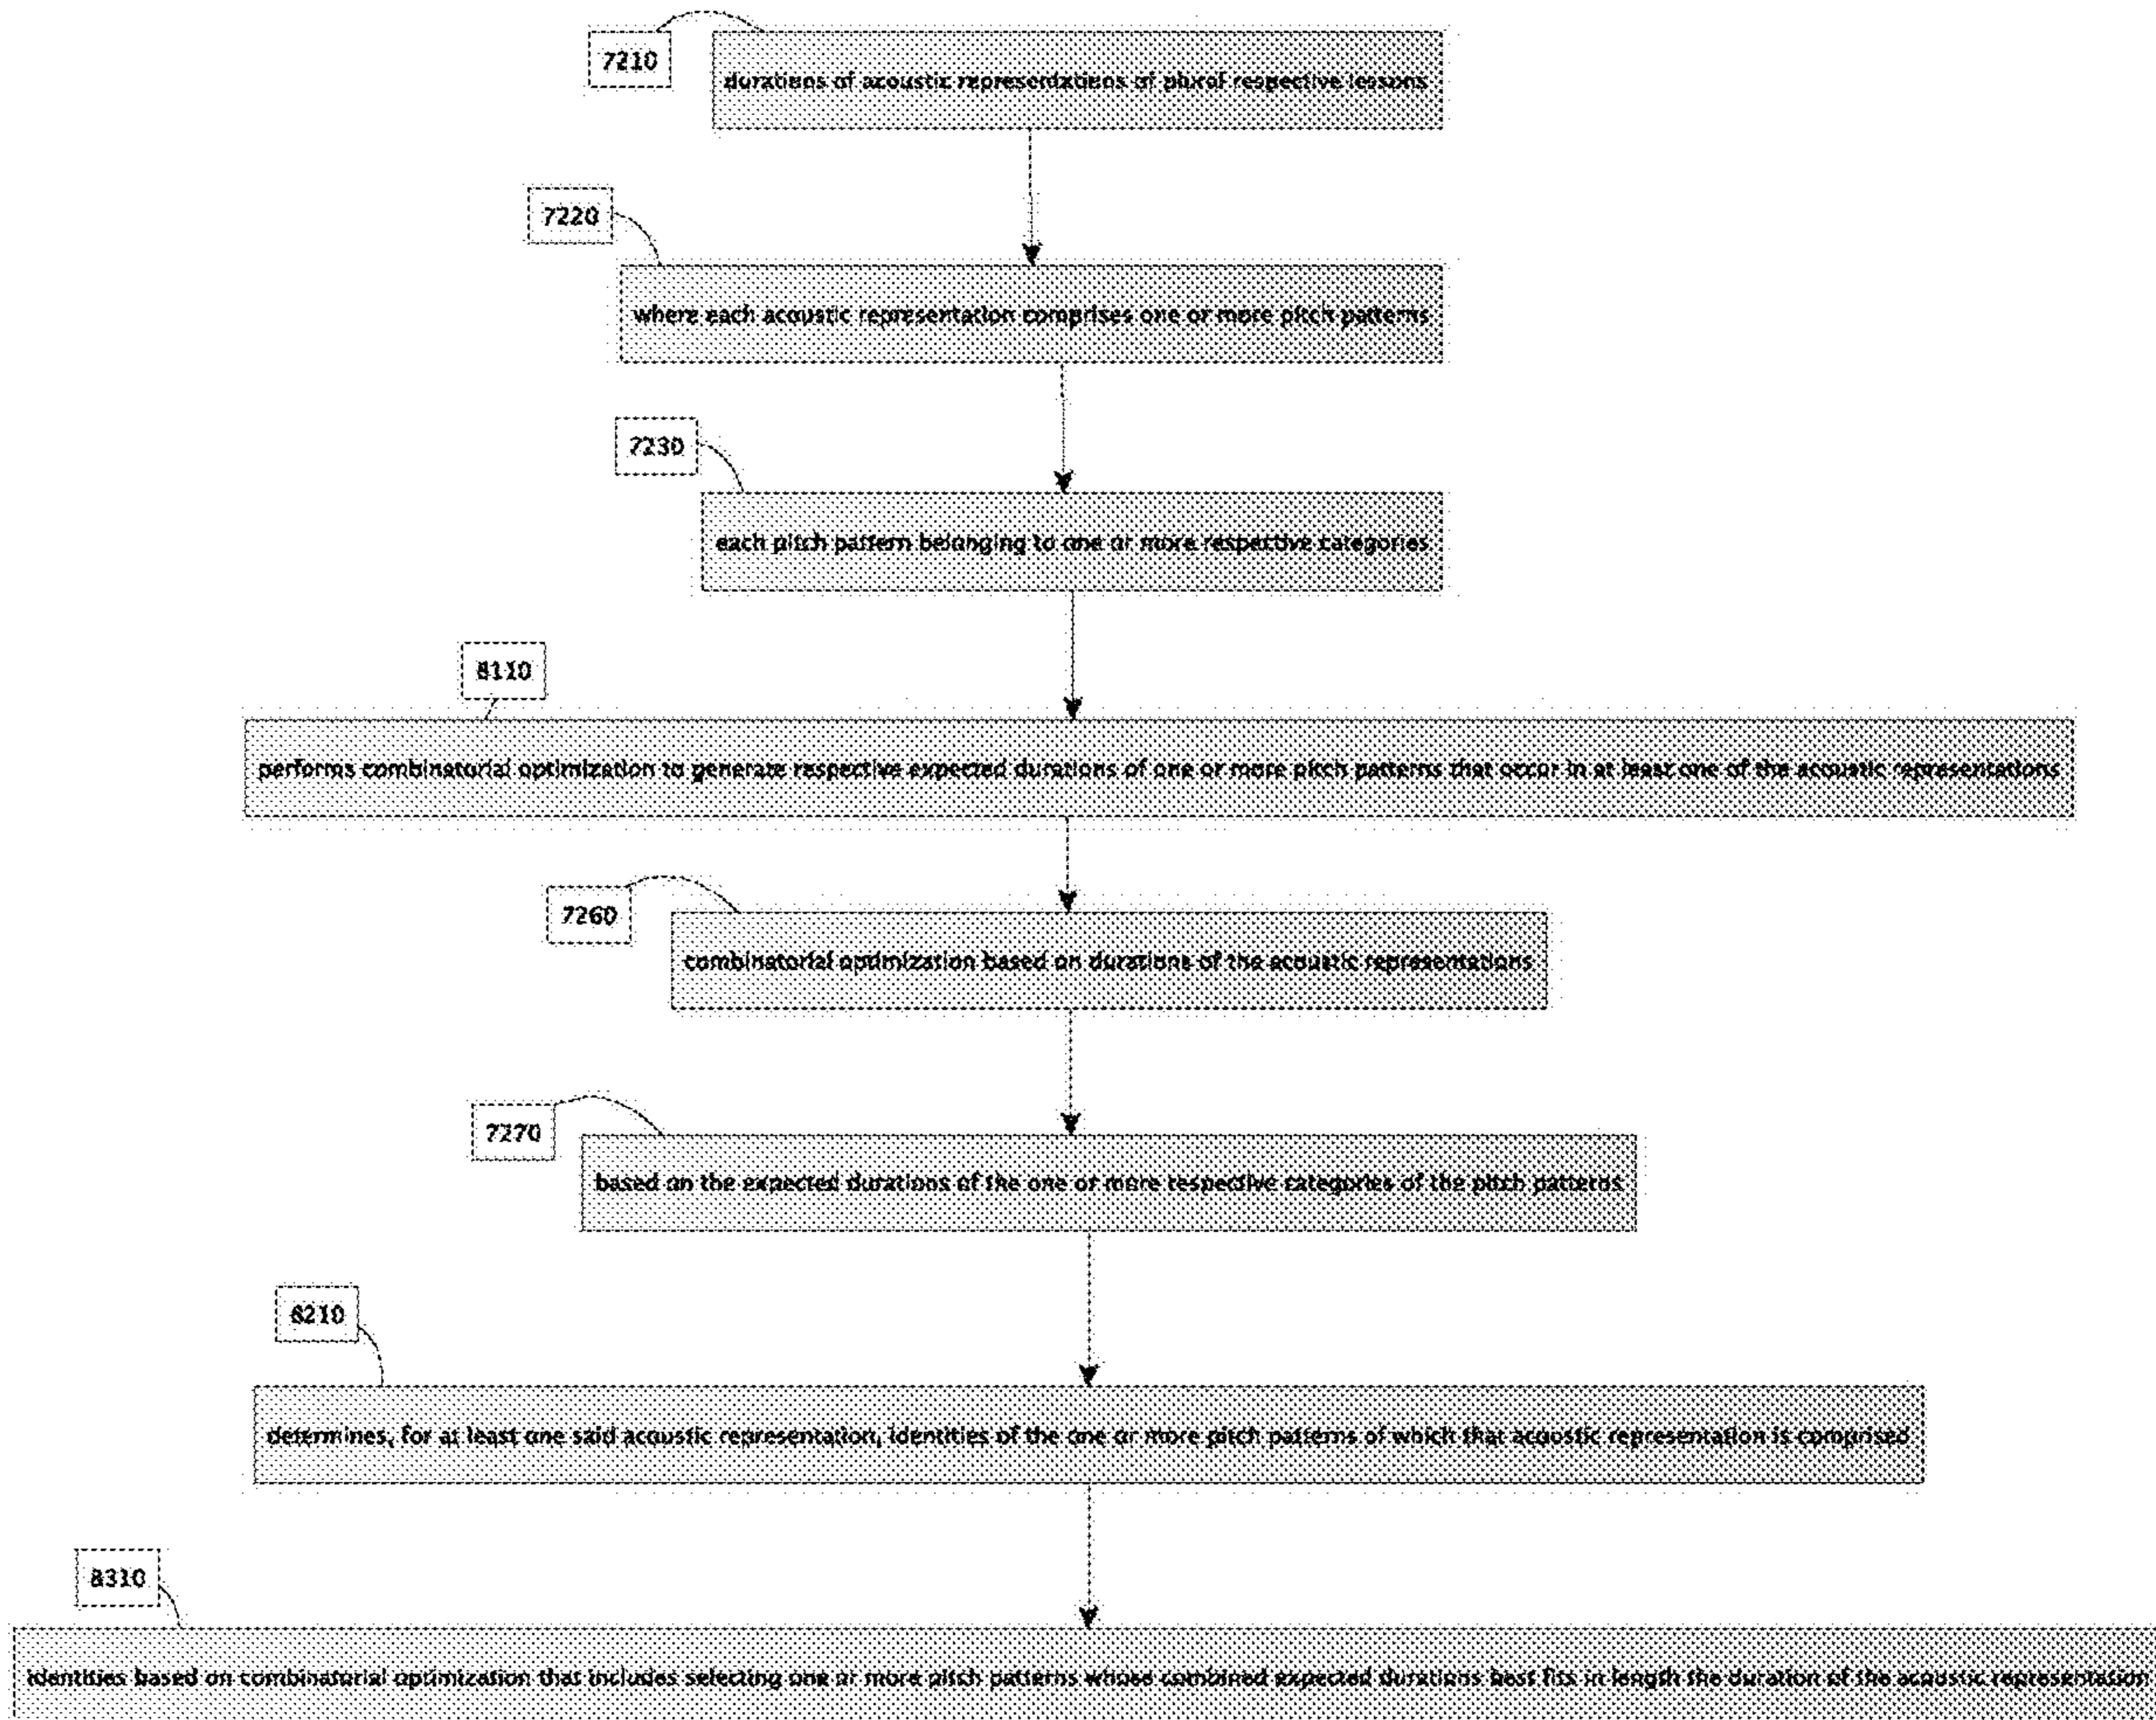 7210
durations of acoustic representations of plural respective lessons
7220
where each acoustic representation comprises one or more pitch patterns
7230
each pitch pattern belonging to one or more respective categories
8110
performs combinatorial optimization to generate respective expected durations of one or more pitch patterns that occur in at least one of the acoustic representations
7260
combinatorial optimization based on durations of the acoustic representations
7270
based on the expected durations of the one or more respective categories of the pitch patterns
8210
determines, for at least one said acoustic representation, identities of the one or more pitch patterns of which that acoustic representation is comprised
8310
identities based on combinatorial optimization that includes selecting one or more pitch patterns whose combined expected durations best fits in length the duration of the acoustic representation